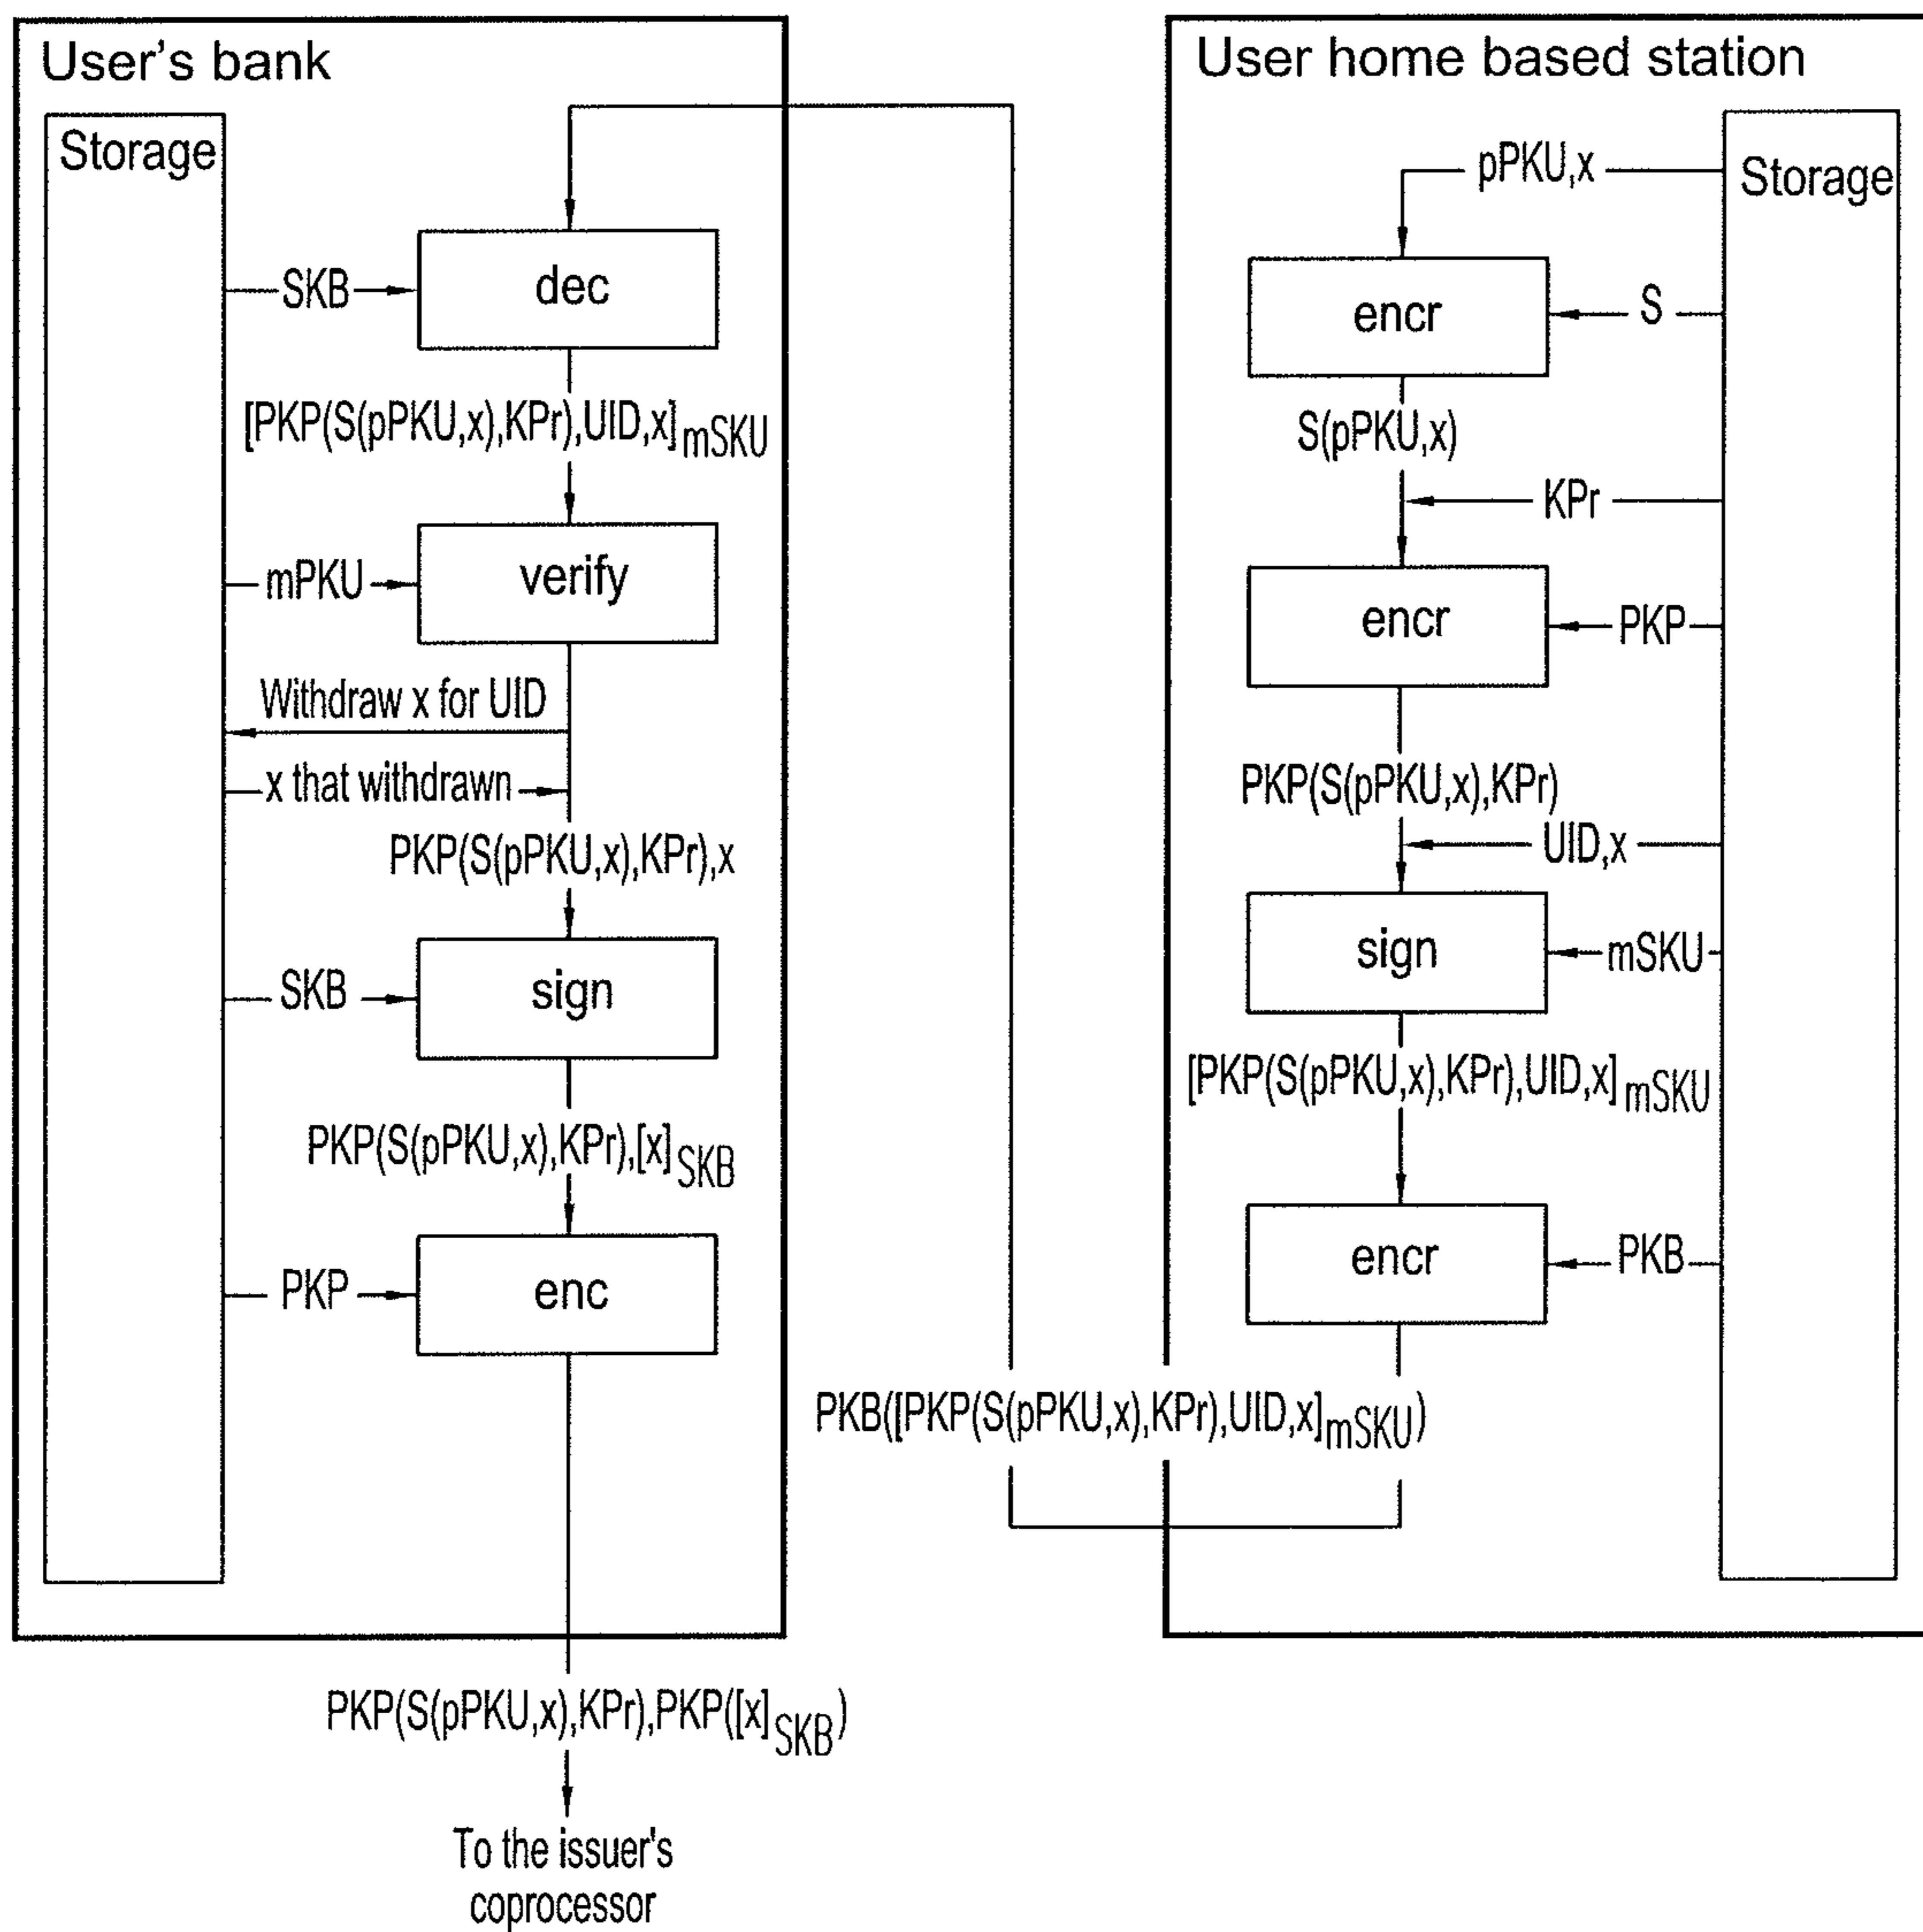 User's bank
Storage
SKB
dec
[PKP(S(pPKU,x),KPr),UID,x]mSKU
mPKU
verify
Withdraw x for UID
x that withdrawn
PKP(S(pPKU,x),KPr),x
SKB
sign
PKP(S(pPKU,x),KPr),[x]SKB
PKP
enc
PKP(S(pPKU,x),KPr),PKP([x]SKB)
To the issuer's
coprocessor
User home based station
Storage
pPKU,x
encr
S
S(pPKU,x)
KPr
encr
PKP
PKP(S(pPKU,x),KPr)
UID,x
sign
mSKU
[PKP(S(pPKU,x),KPr),UID,x]mSKU
encr
PKB
PKB([PKP(S(pPKU,x),KPr),UID,x]mSKU)